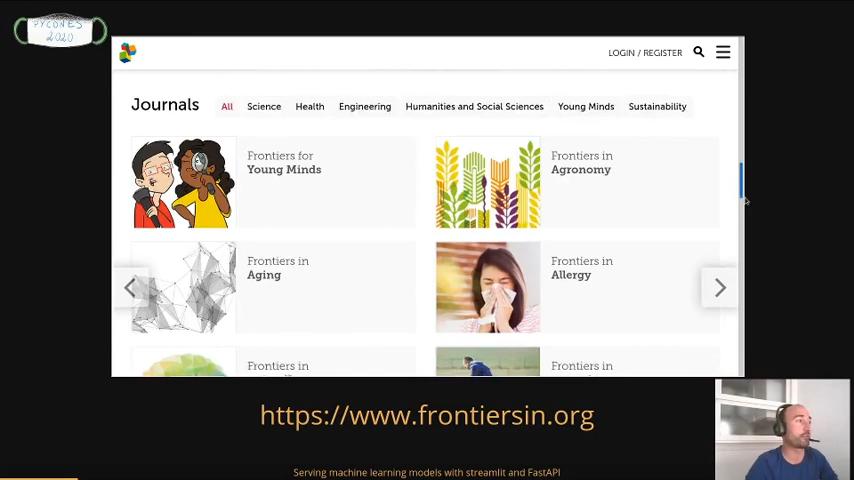 PYCONES
2020
LOGIN / REGISTER
Journals
All
Science
Health
Engineering
Humanities and Social Sciences
Young Minds
Sustainability
Frontiers for
Young Minds
Frontiers in
Agronomy
Frontiers in
Aging
Frontiers in
Allergy
Frontiers in
Frontiers in
https://www.frontiersin.org
Serving machine learning models with streamlit and FastAPI